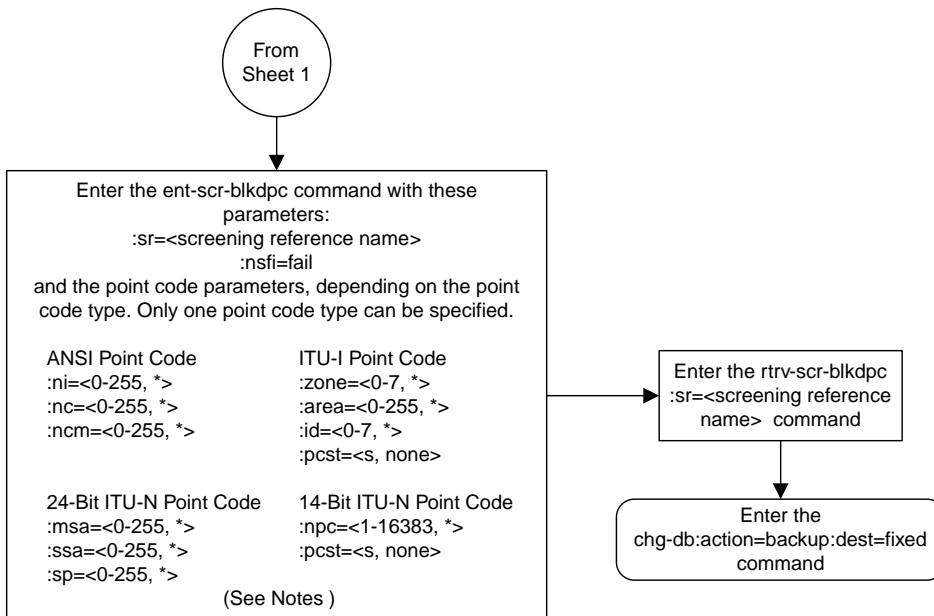 From
Sheet 1
Enter the ent-scr-blkdpc command with these
parameters:
:sr=<screening reference name>
:nsfi=fail
and the point code parameters, depending on the point
code type. Only one point code type can be specified.
ANSI Point Code
:ni=<0-255, *>
:nc=<0-255, *>
:ncm=<0-255, *>
ITU-I Point Code
:zone=<0-7, *>
:area=<0-255, *>
:id=<0-7, *>
:pcst=<s, none>
24-Bit ITU-N Point Code
:msa=<0-255, *>
:ssa=<0-255, *>
:sp=<0-255, *>
14-Bit ITU-N Point Code
:npc=<1-16383, *>
:pcst=<s, none>
(See Notes )
Enter the rtrv-scr-blkdpc
:sr=<screening reference
name>  command
Enter the
chg-db:action=backup:dest=fixed
command